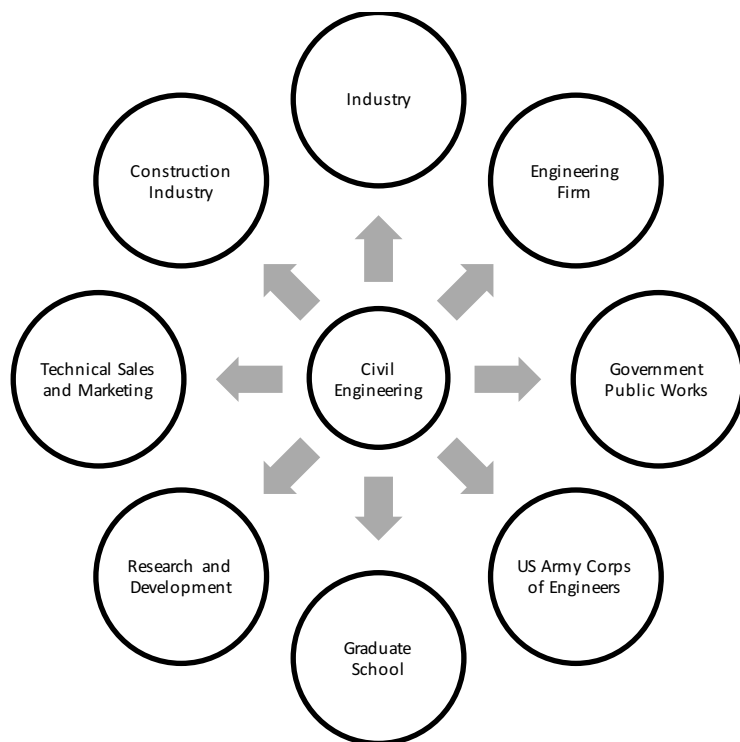 Industry
Engineering
Firm
Government
Public Works
US Army Corps
of Engineers
Graduate
School
Research and
Development
Technical Sales
and Marketing
Construction
Industry
Civil
Engineering